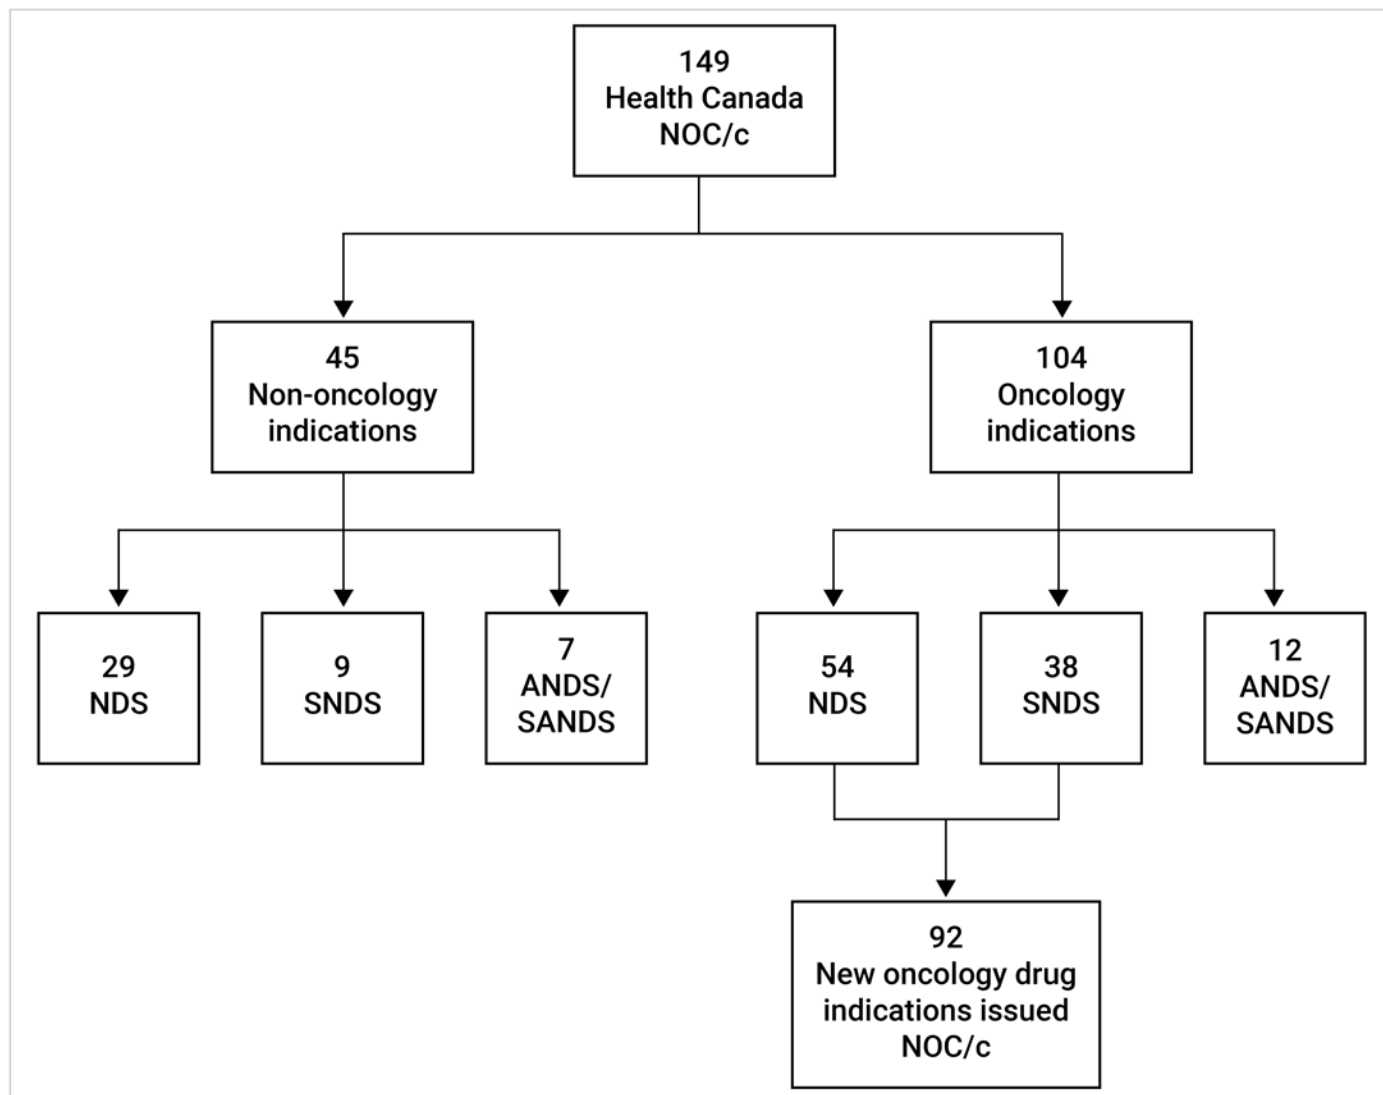 149
Health Canada
NOC/c
45
Non-oncology
indications
104
Oncology
indications
29
NDS
9
SNDS
7
ANDS/
SANDS
54
NDS
38
SNDS
12
ANDS/
SANDS
92
New oncology drug
indications issued
NOC/c